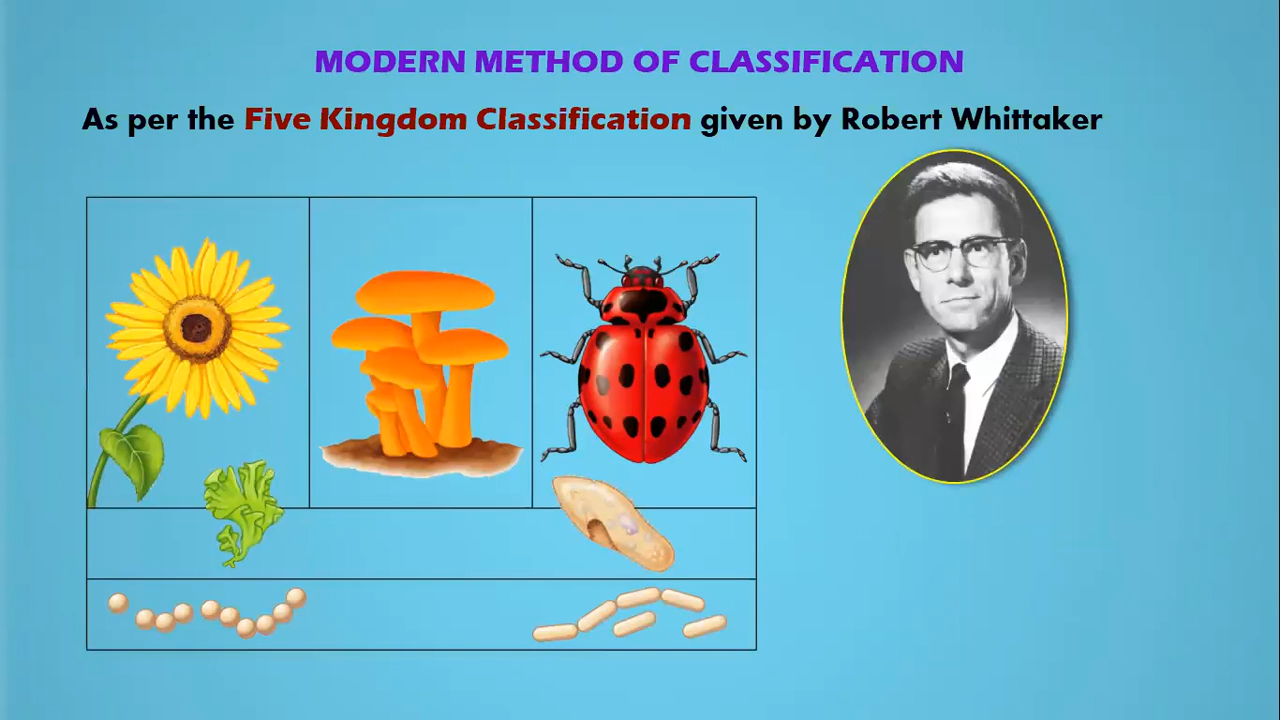 MODERN METHOD OF CLASSIFICATION
As per the Five Kingdom Classification given by Robert Whittaker